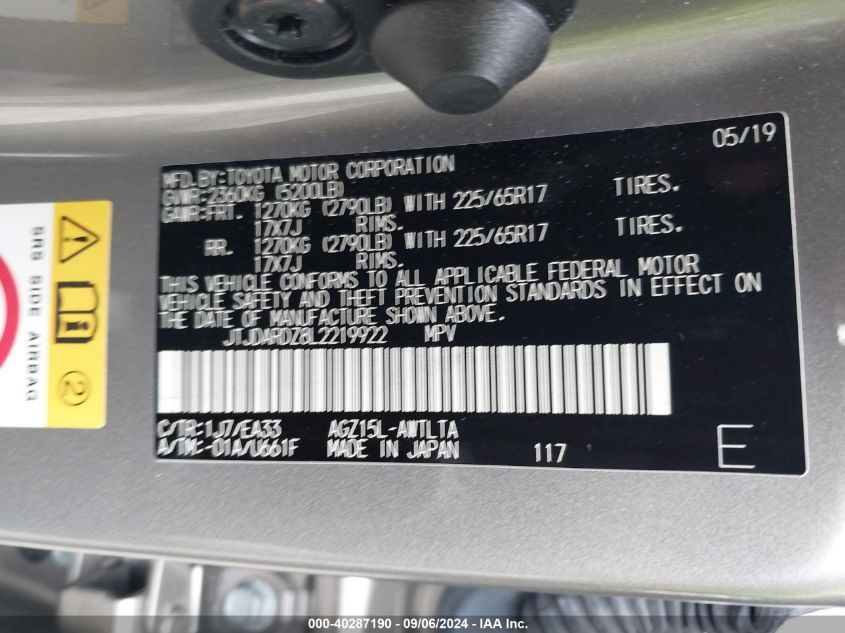 05/19
MFD.BY:TOYOTA MOTOR CORPORATION
GVWR:2360KG (5200LB)
GAWR:FRT. 1270KG (2790LB) WITH 225/65R17 TIRES.
17X7J RIMS.
RR. 1270KG (2790LB) WITH 225/65R17 TIRES.
17X7J RIMS.
THIS VEHICLE CONFORMS TO ALL APPLICABLE FEDERAL MOTOR
VEHICLE SAFETY AND THEFT PREVENTION STANDARDS IN EFFECT ON
THE DATE OF MANUFACTURE SHOWN ABOVE.
JTJDARDZ8L2219922 MPV
C/TR:1J7/EA33 AGZ15L-AWTLTA
A/TM:-01A/U661F MADE IN JAPAN 117 E
SRS SIDE AIRBAG
2
000-40287190 - 09/06/2024 - IAA Inc.